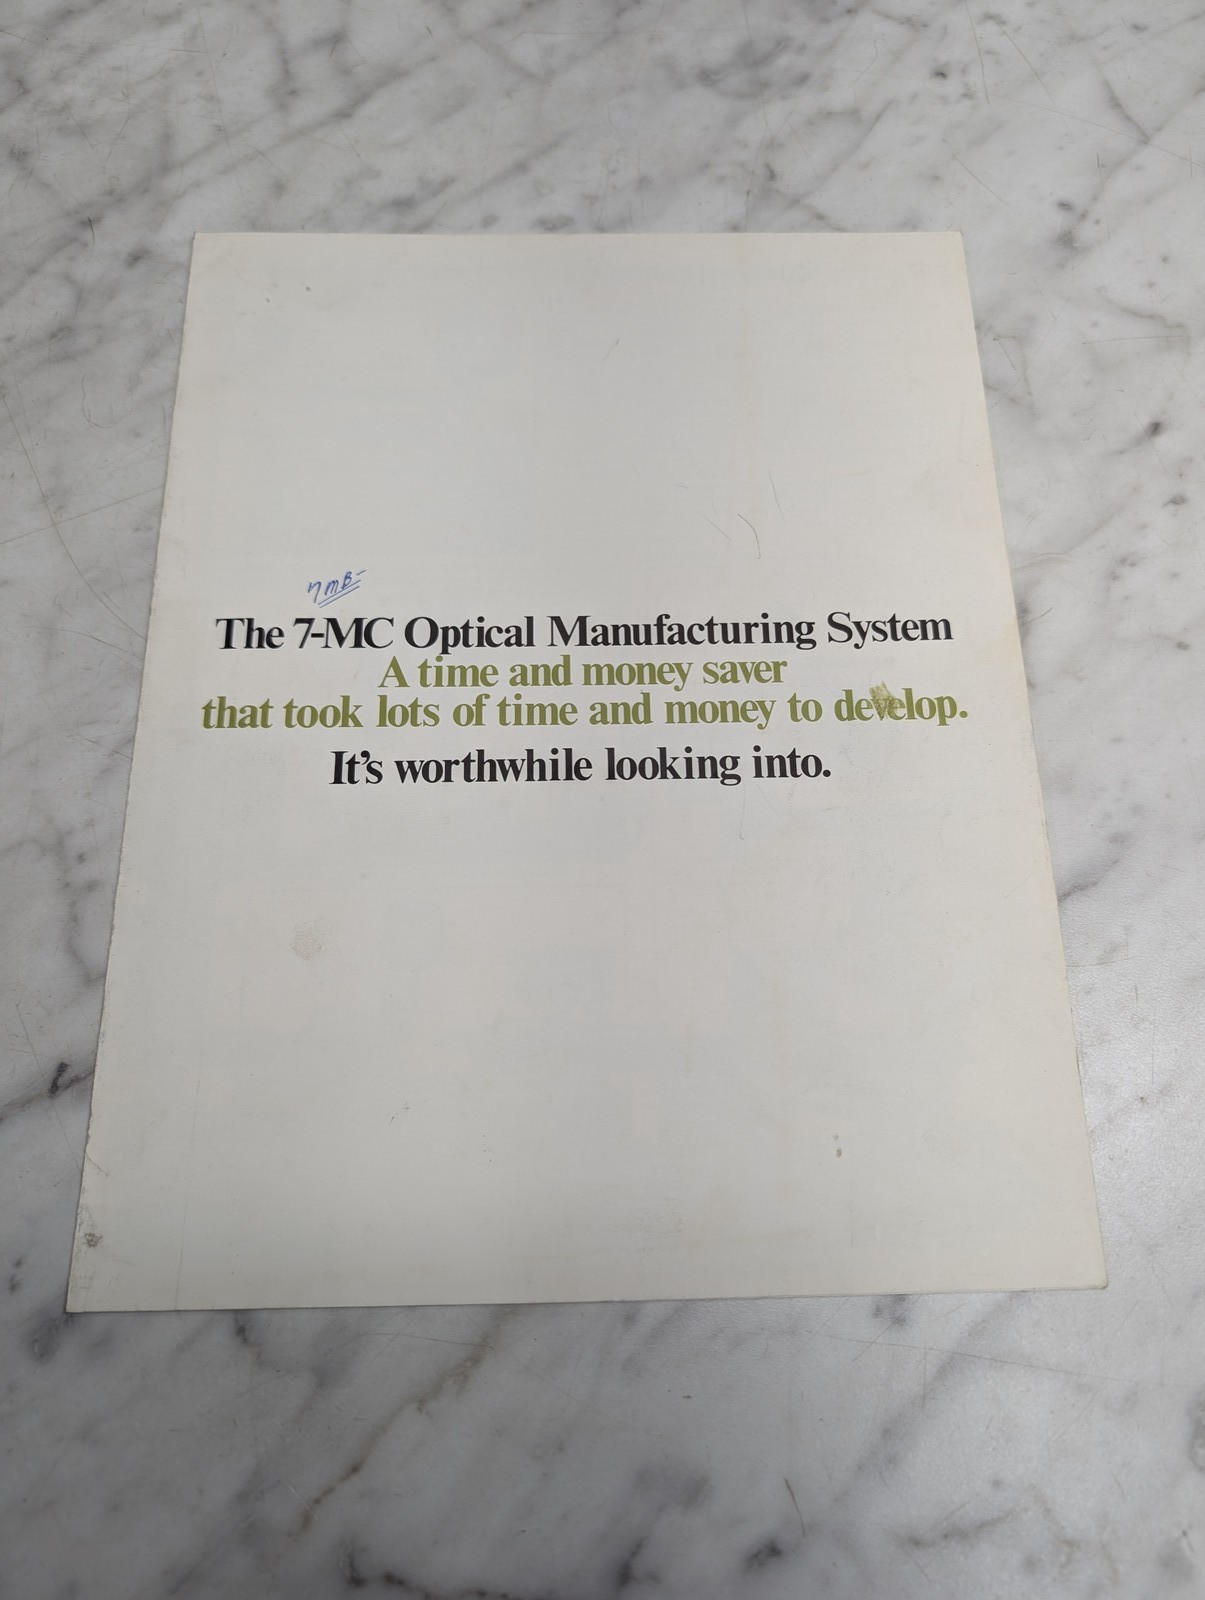 7MB-
The 7-MC Optical Manufacturing System
A time and money saver
that took lots of time and money to develop.
It's worthwhile looking into.